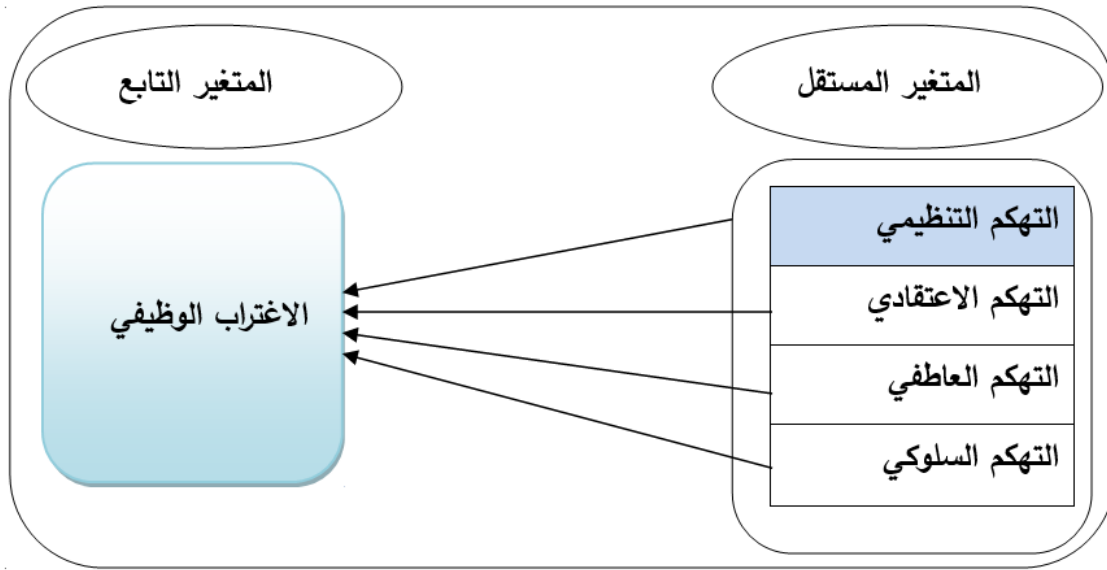 المتغير المستقل
المتغير التابع
التهكم التنظيمي
التهكم الاعتقادي
التهكم العاطفي
التهكم السلوكي
الاغتراب الوظيفي